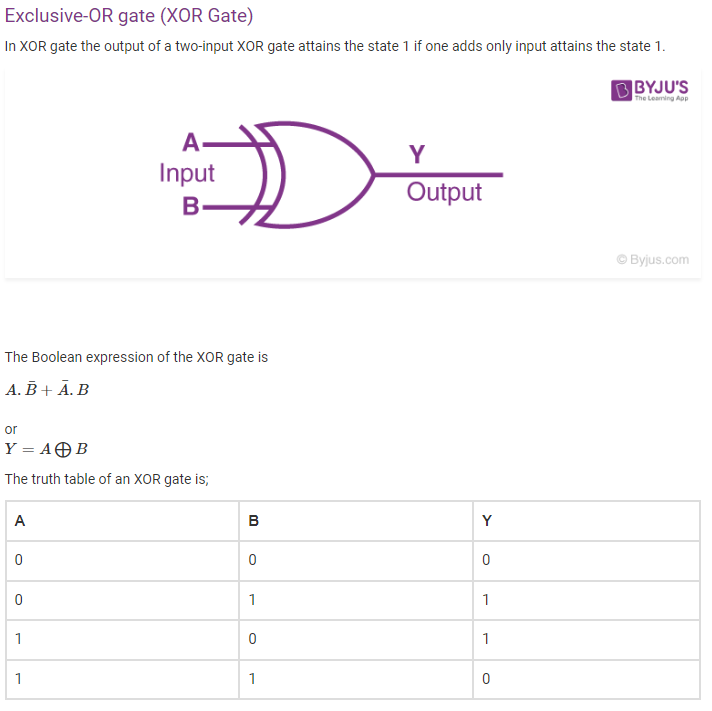 Exclusive-OR gate (XOR Gate)
In XOR gate the output of a two-input XOR gate attains the state 1 if one adds only input attains the state 1.
BYJU'S
The Learning App
A
Y
Input
Output
B
© Byjus.com
The Boolean expression of the XOR gate is
A. B̄ + Ā. B
or
Y = A ⊕ B
The truth table of an XOR gate is;
A B Y
0 0 0
0 1 1
1 0 1
1 1 0